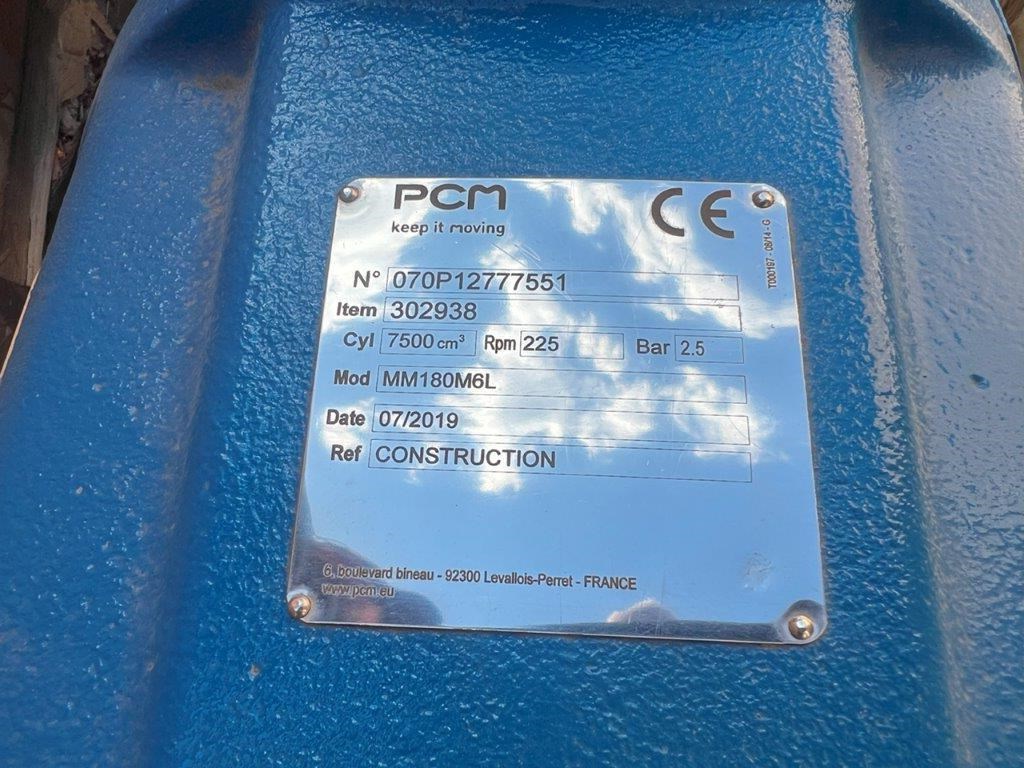 PCM
keep it moving
CE
T000197 - 08/14 - G
N° 070P12777551
Item 302938
Cyl 7500 cm³ Rpm 225 Bar 2.5
Mod MM180M6L
Date 07/2019
Ref CONSTRUCTION
6, boulevard bineau - 92300 Levallois-Perret - FRANCE
www.pcm.eu